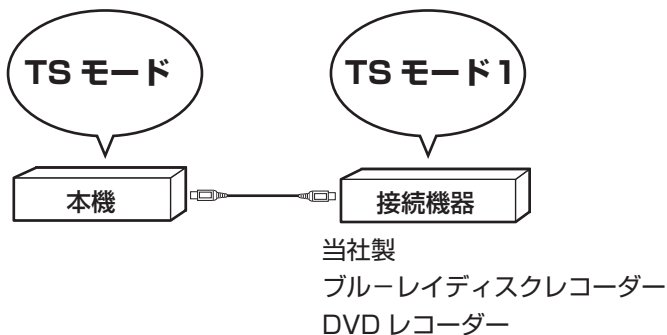 TS モード
TS モード1
本機
接続機器
当社製
ブルーレイディスクレコーダー
DVD レコーダー